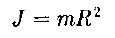 J = mR²